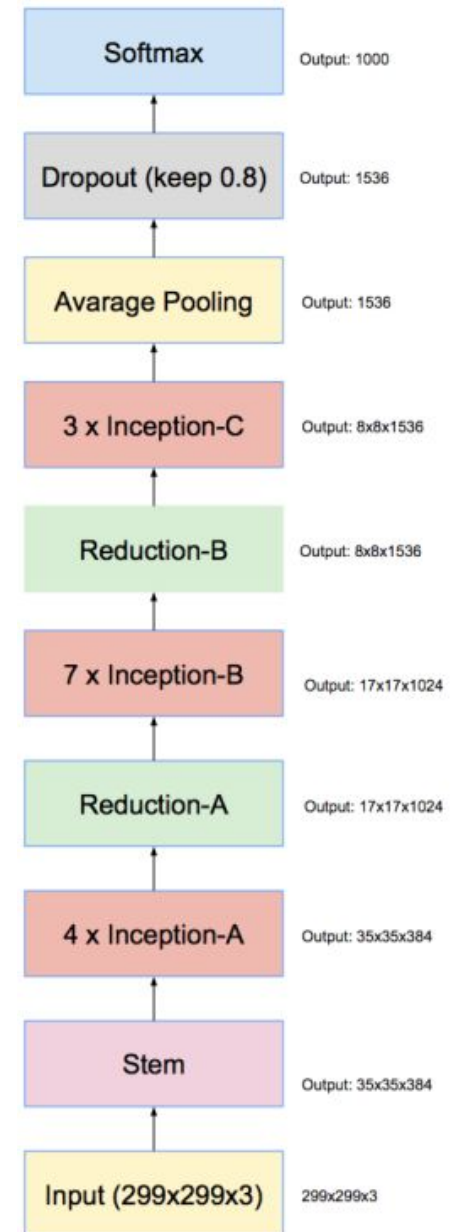 Softmax
Output: 1000
Dropout (keep 0.8)
Output: 1536
Avarage Pooling
Output: 1536
3 x Inception-C
Output: 8x8x1536
Reduction-B
Output: 8x8x1536
7 x Inception-B
Output: 17x17x1024
Reduction-A
Output: 17x17x1024
4 x Inception-A
Output: 35x35x384
Stem
Output: 35x35x384
Input (299x299x3)
299x299x3